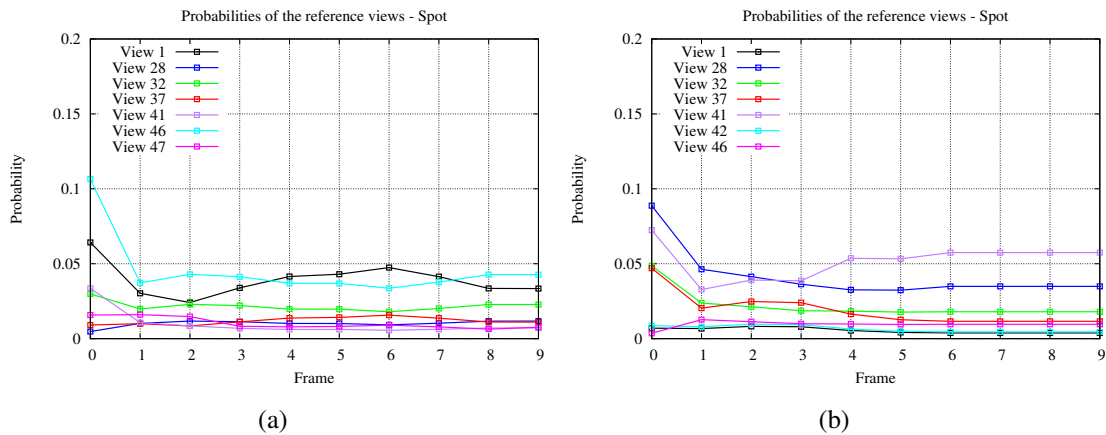 Probabilities of the reference views - Spot
0.2
0.15
0.1
0.05
0
Probability
View 1
View 28
View 32
View 37
View 41
View 46
View 47
0 1 2 3 4 5 6 7 8 9
Frame
(a)
Probabilities of the reference views - Spot
0.2
0.15
0.1
0.05
0
Probability
View 1
View 28
View 32
View 37
View 41
View 42
View 46
0 1 2 3 4 5 6 7 8 9
Frame
(b)